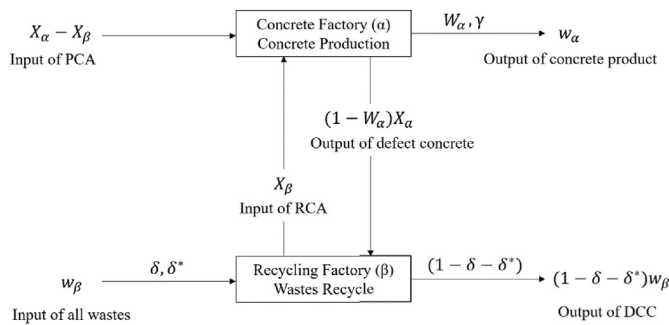 X_α − X_β
Input of PCA
Concrete Factory (α)
Concrete Production
W_α, γ
w_α
Output of concrete product
(1 − W_α)X_a
Output of defect concrete
X_β
Input of RCA
w_β
Input of all wastes
δ, δ*
Recycling Factory (β)
Wastes Recycle
(1 − δ − δ*)
(1 − δ − δ*)w_β
Output of DCC